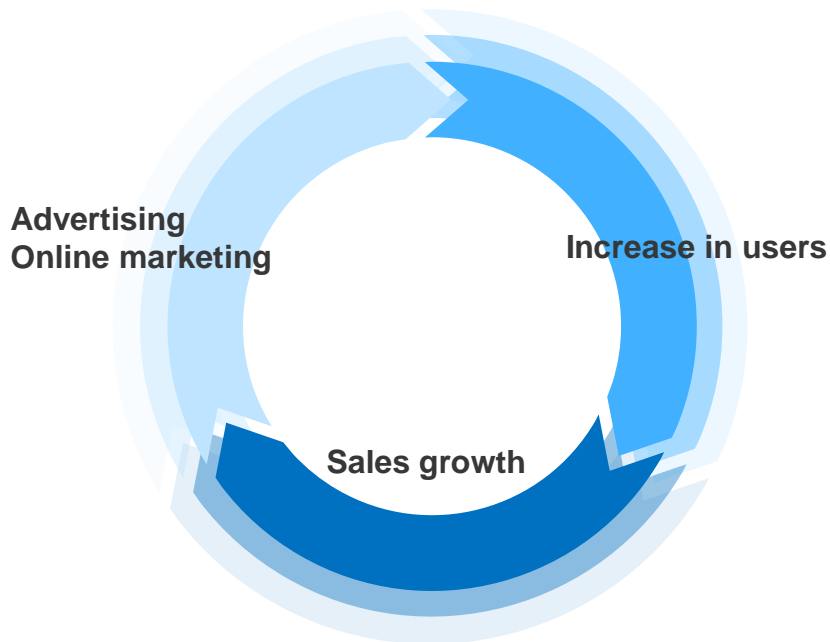 Advertising
Online marketing
Increase in users
Sales growth